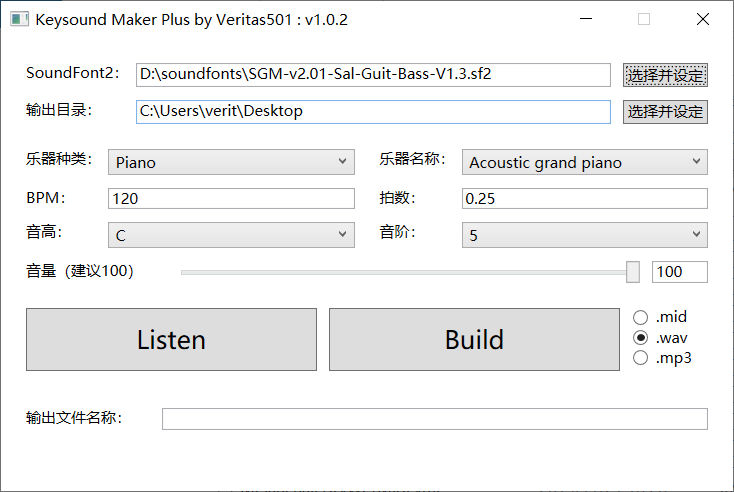 Keysound Maker Plus by Veritas501 : v1.0.2
SoundFont2： D:\soundfonts\SGM-v2.01-Sal-Guit-Bass-V1.3.sf2 选择并设定
输出目录： C:\Users\verit\Desktop 选择并设定
乐器种类： Piano 乐器名称： Acoustic grand piano
BPM： 120 拍数： 0.25
音高： C 音阶： 5
音量（建议100） 100
Listen Build .mid
.wav
.mp3
输出文件名称：